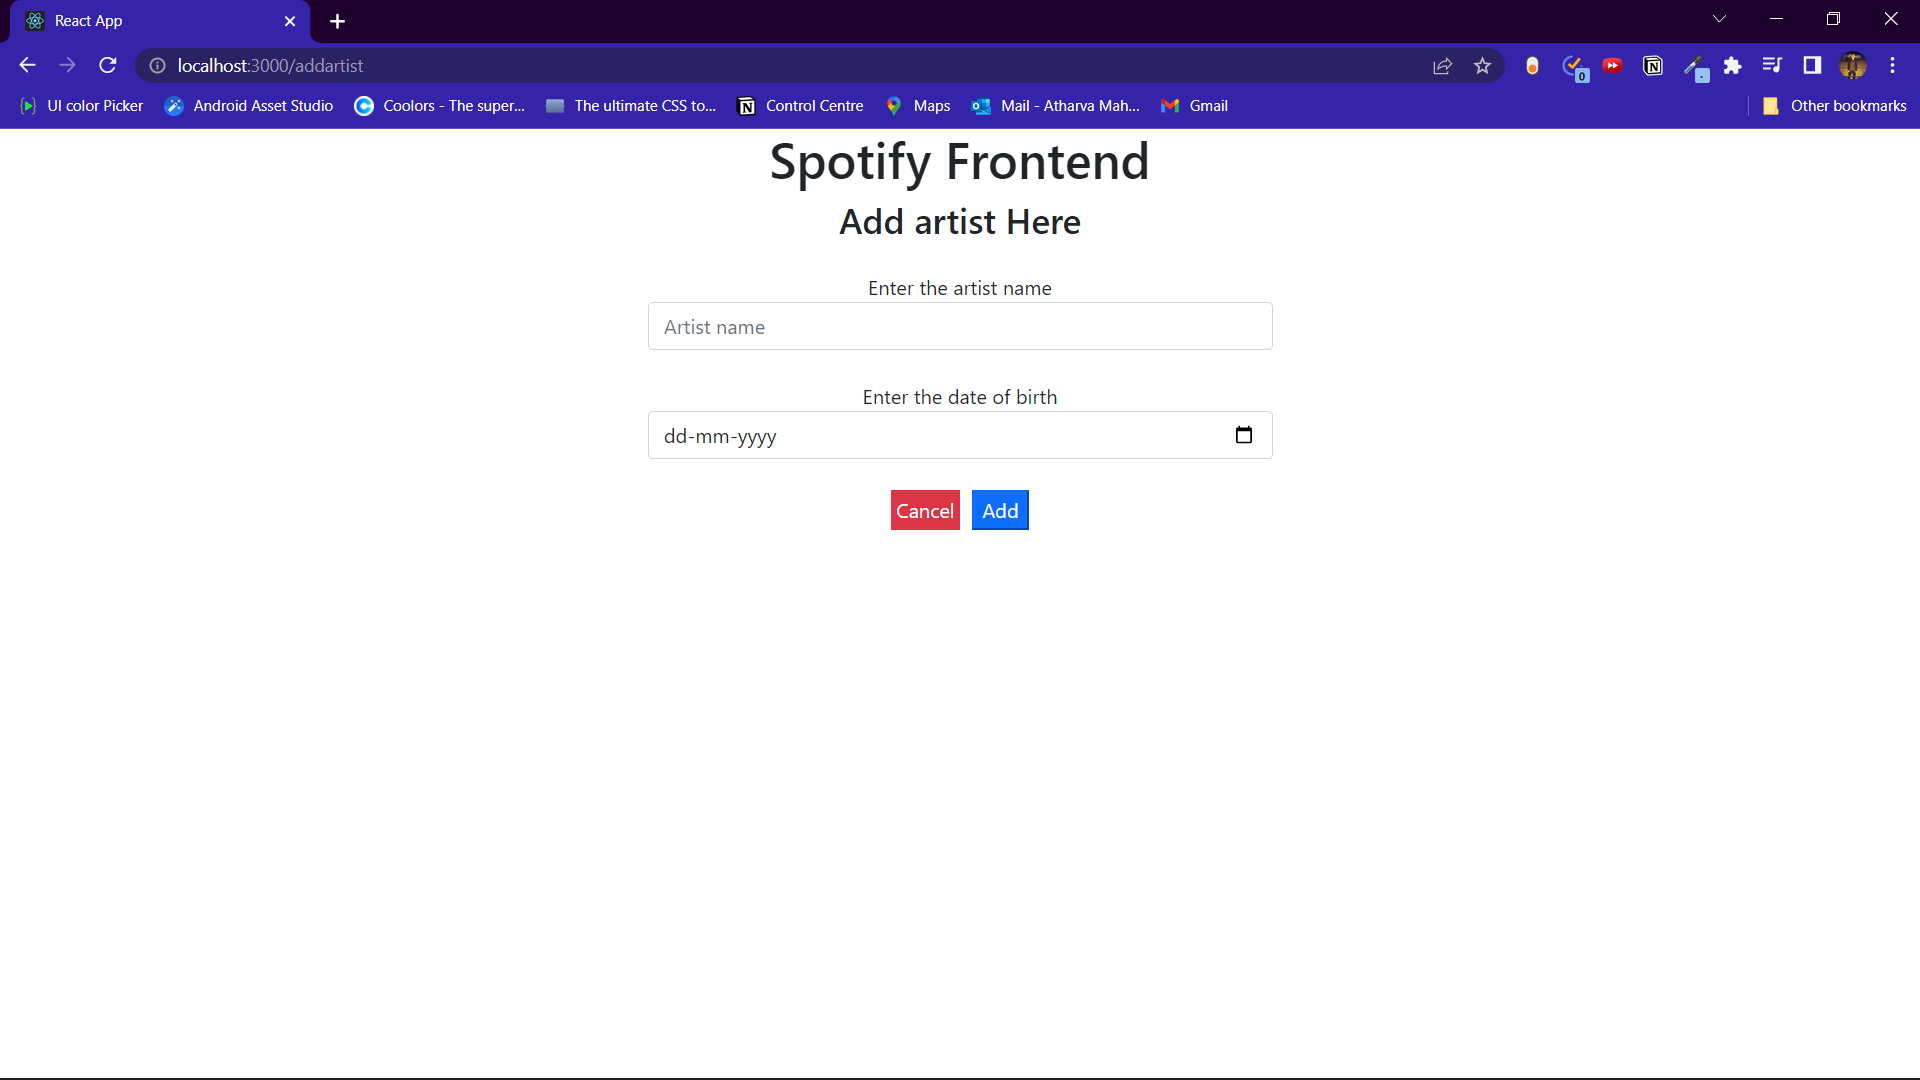 React App
localhost:3000/addartist
0
UI color Picker Android Asset Studio Coolors - The super... The ultimate CSS to... Control Centre Maps Mail - Atharva Mah... Gmail Other bookmarks
Spotify Frontend
Add artist Here
Enter the artist name
Artist name
Enter the date of birth
dd-mm-yyyy
Cancel Add